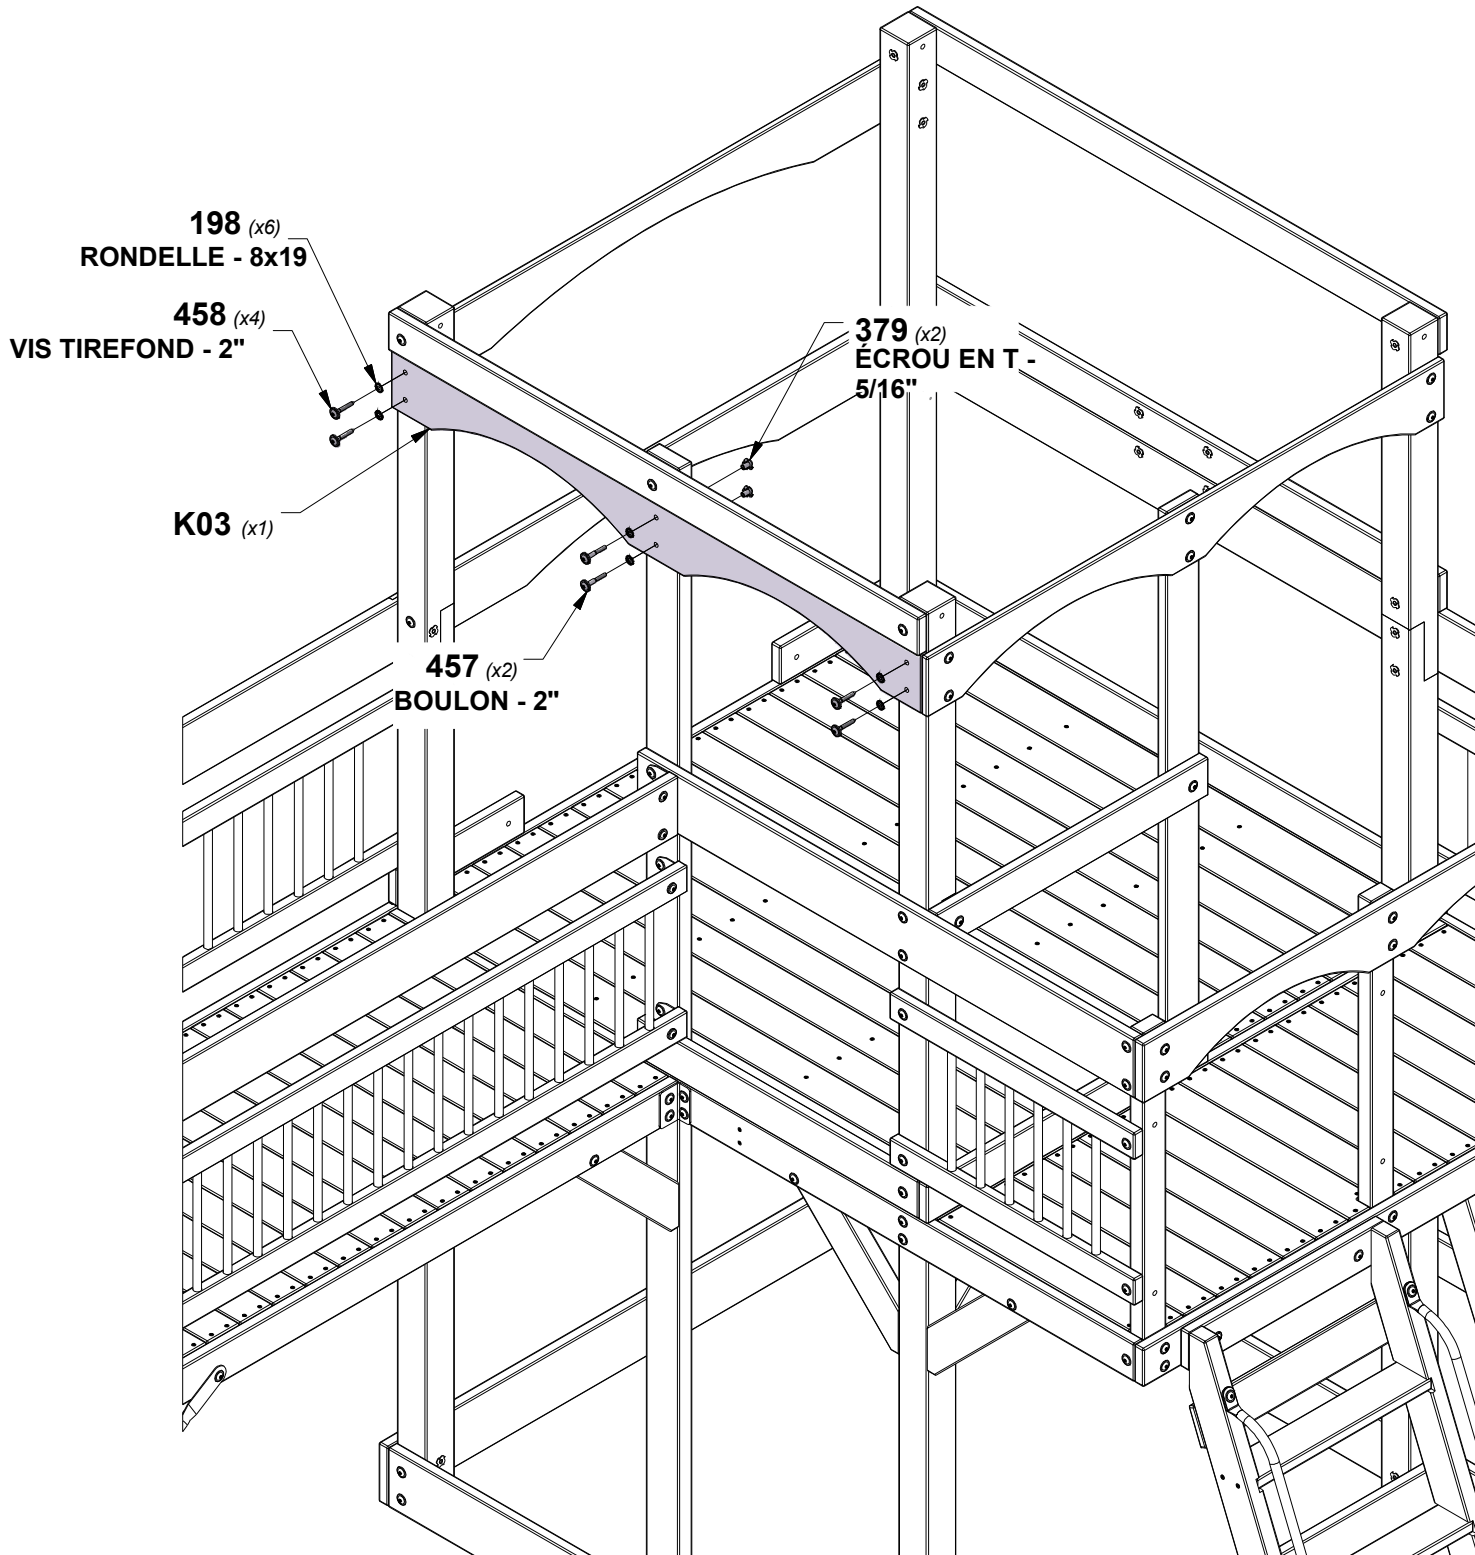 198 (x6)
RONDELLE - 8x19
458 (x4)
VIS TIREFOND - 2"
379 (x2)
ÉCROU EN T -
5/16"
K03 (x1)
457 (x2)
BOULON - 2"